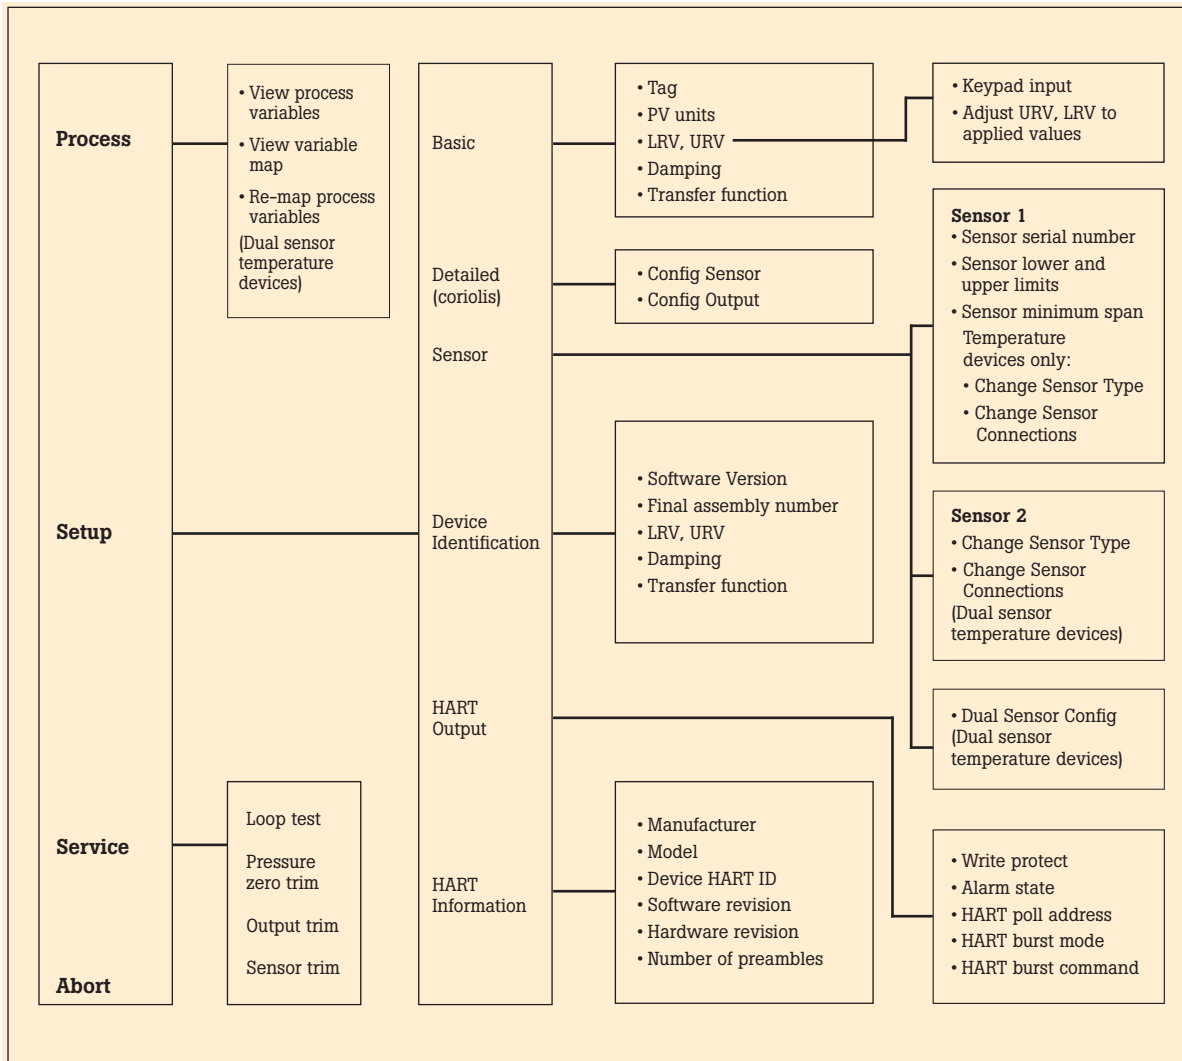 Process
Setup
Service
Abort
• View process
variables
• View variable
map
• Re-map process
variables
(Dual sensor
temperature
devices)
Loop test
Pressure
zero trim
Output trim
Sensor trim
Basic
Detailed
(coriolis)
Sensor
Device
Identification
HART
Output
HART
Information
• Tag
• PV units
• LRV, URV
• Damping
• Transfer function
• Config Sensor
• Config Output
• Software Version
• Final assembly number
• LRV, URV
• Damping
• Transfer function
• Manufacturer
• Model
• Device HART ID
• Software revision
• Hardware revision
• Number of preambles
• Keypad input
• Adjust URV, LRV to
applied values
Sensor 1
• Sensor serial number
• Sensor lower and
upper limits
• Sensor minimum span
Temperature
devices only:
• Change Sensor Type
• Change Sensor
Connections
Sensor 2
• Change Sensor Type
• Change Sensor
Connections
(Dual sensor
temperature devices)
• Dual Sensor Config
(Dual sensor
temperature devices)
• Write protect
• Alarm state
• HART poll address
• HART burst mode
• HART burst command